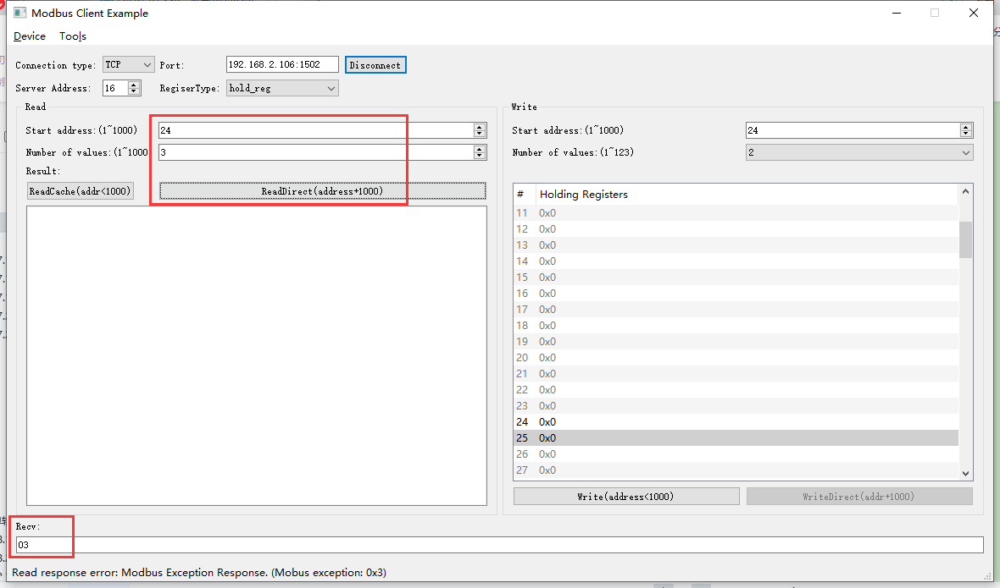 Modbus Client Example
Device Tools
Connection type: TCP Port: 192.168.2.106:1502 Disconnect
Server Address: 16 RegiserType: hold_reg
Read
Start address:(1~1000) 24
Number of values:(1~1000 3
Result:
ReadCache(addr<1000) ReadDirect(address+1000)
Write
Start address:(1~1000) 24
Number of values:(1~123) 2
# Holding Registers
11 0x0
12 0x0
13 0x0
14 0x0
15 0x0
16 0x0
17 0x0
18 0x0
19 0x0
20 0x0
21 0x0
22 0x0
23 0x0
24 0x0
25 0x0
26 0x0
27 0x0
Write(address<1000) WriteDirect(addr+1000)
Recv:
03
Read response error: Modbus Exception Response. (Mobus exception: 0x3)